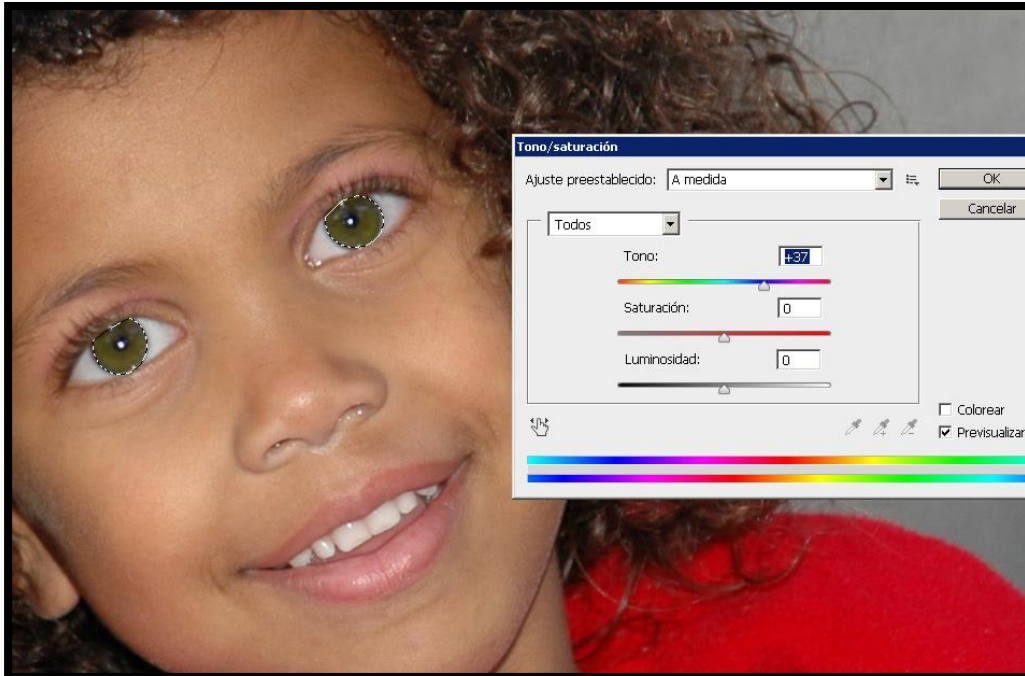 Tono/saturación
Ajuste preestablecido: A medida
OK
Cancelar
Todos
Tono: +37
Saturación: 0
Luminosidad: 0
Colorear
Previsualizar